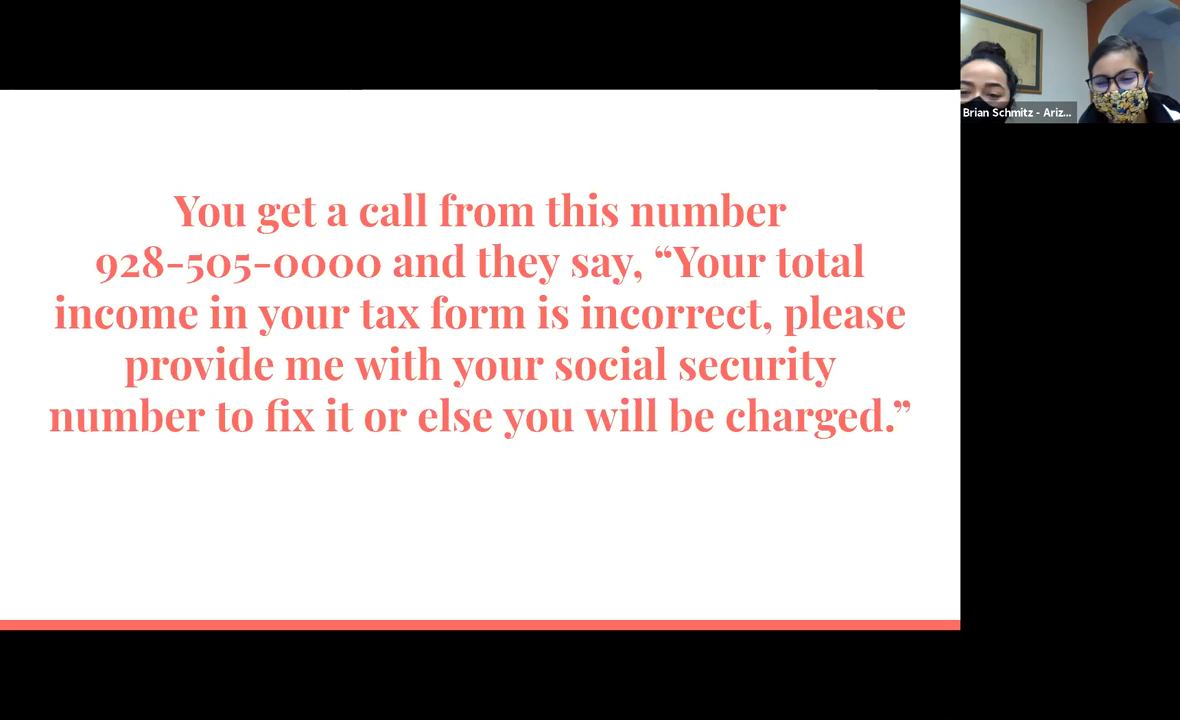 You get a call from this number
928-505-0000 and they say, “Your total
income in your tax form is incorrect, please
provide me with your social security
number to fix it or else you will be charged.”
Brian Schmitz - Ariz...